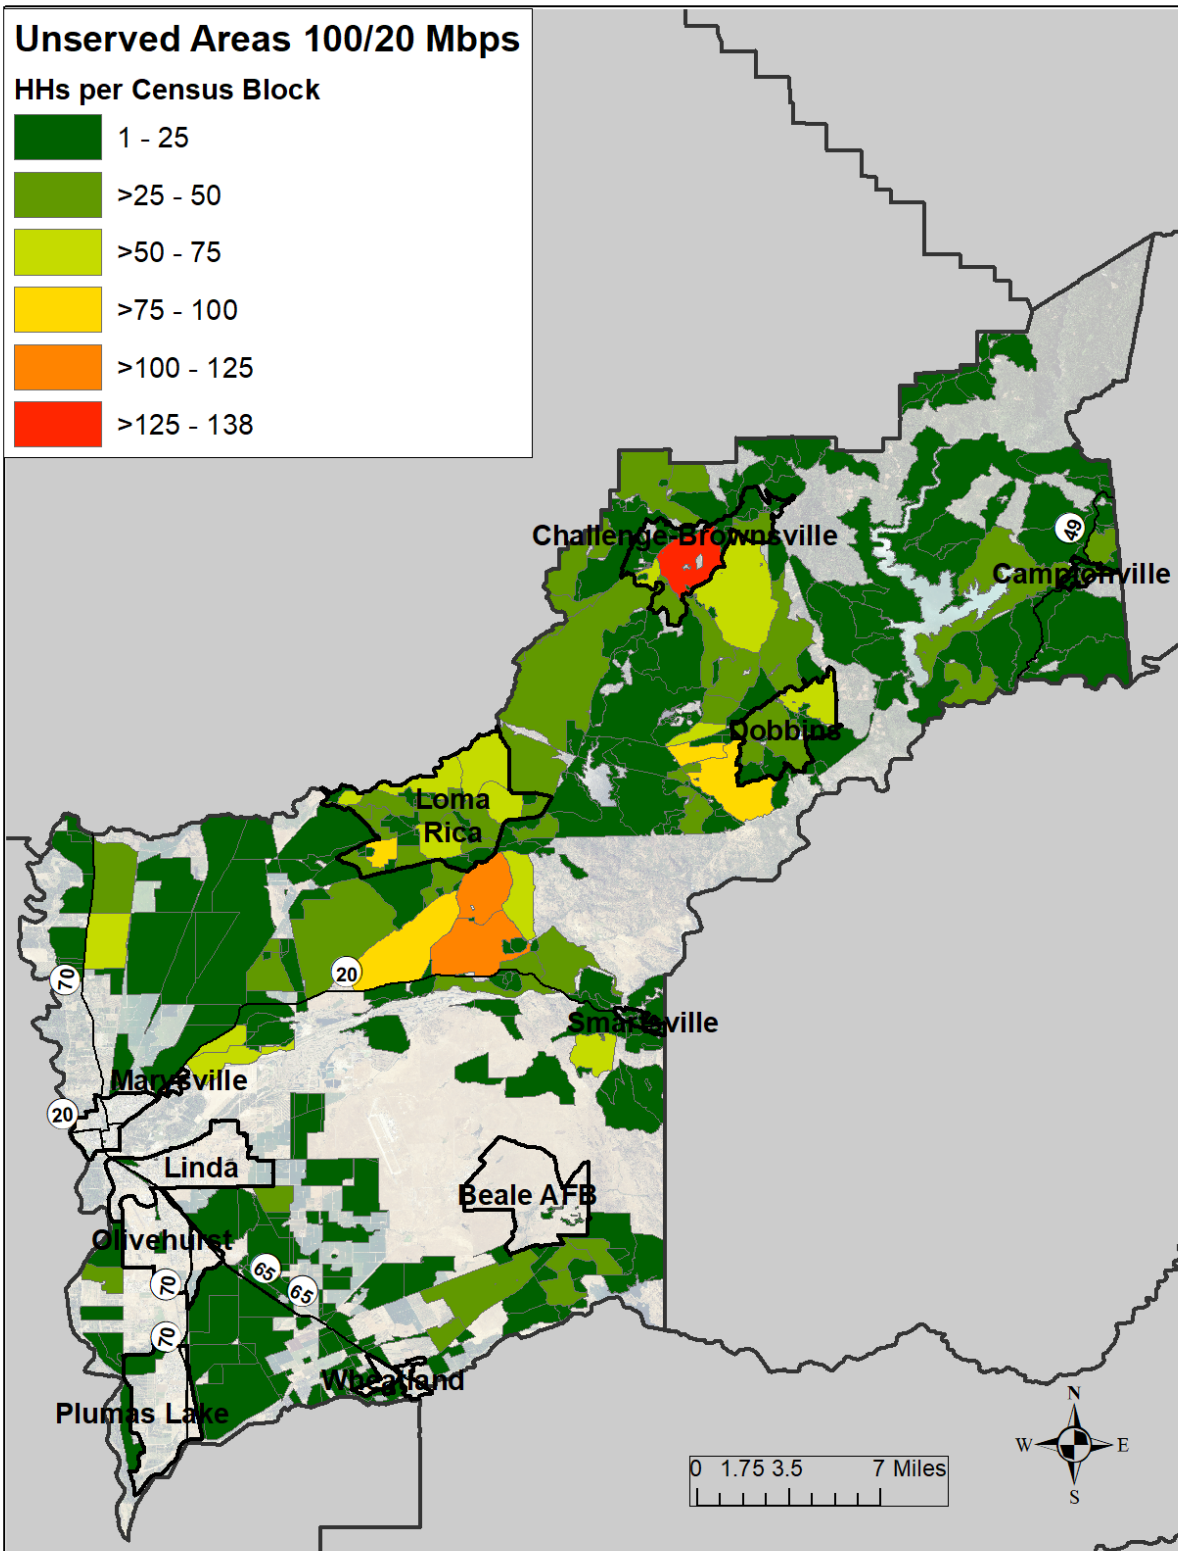 Unserved Areas 100/20 Mbps
HHs per Census Block
1 - 25
>25 - 50
>50 - 75
>75 - 100
>100 - 125
>125 - 138
Challenge-Brownsville
49
Camptonville
Dobbins
Loma
Rica
20
70
Smartsville
Marysville
20
Linda
Beale AFB
Olivehurst
65
70
65
70
Wheatland
Plumas Lake
N
W
E
S
0 1.75 3.5 7 Miles